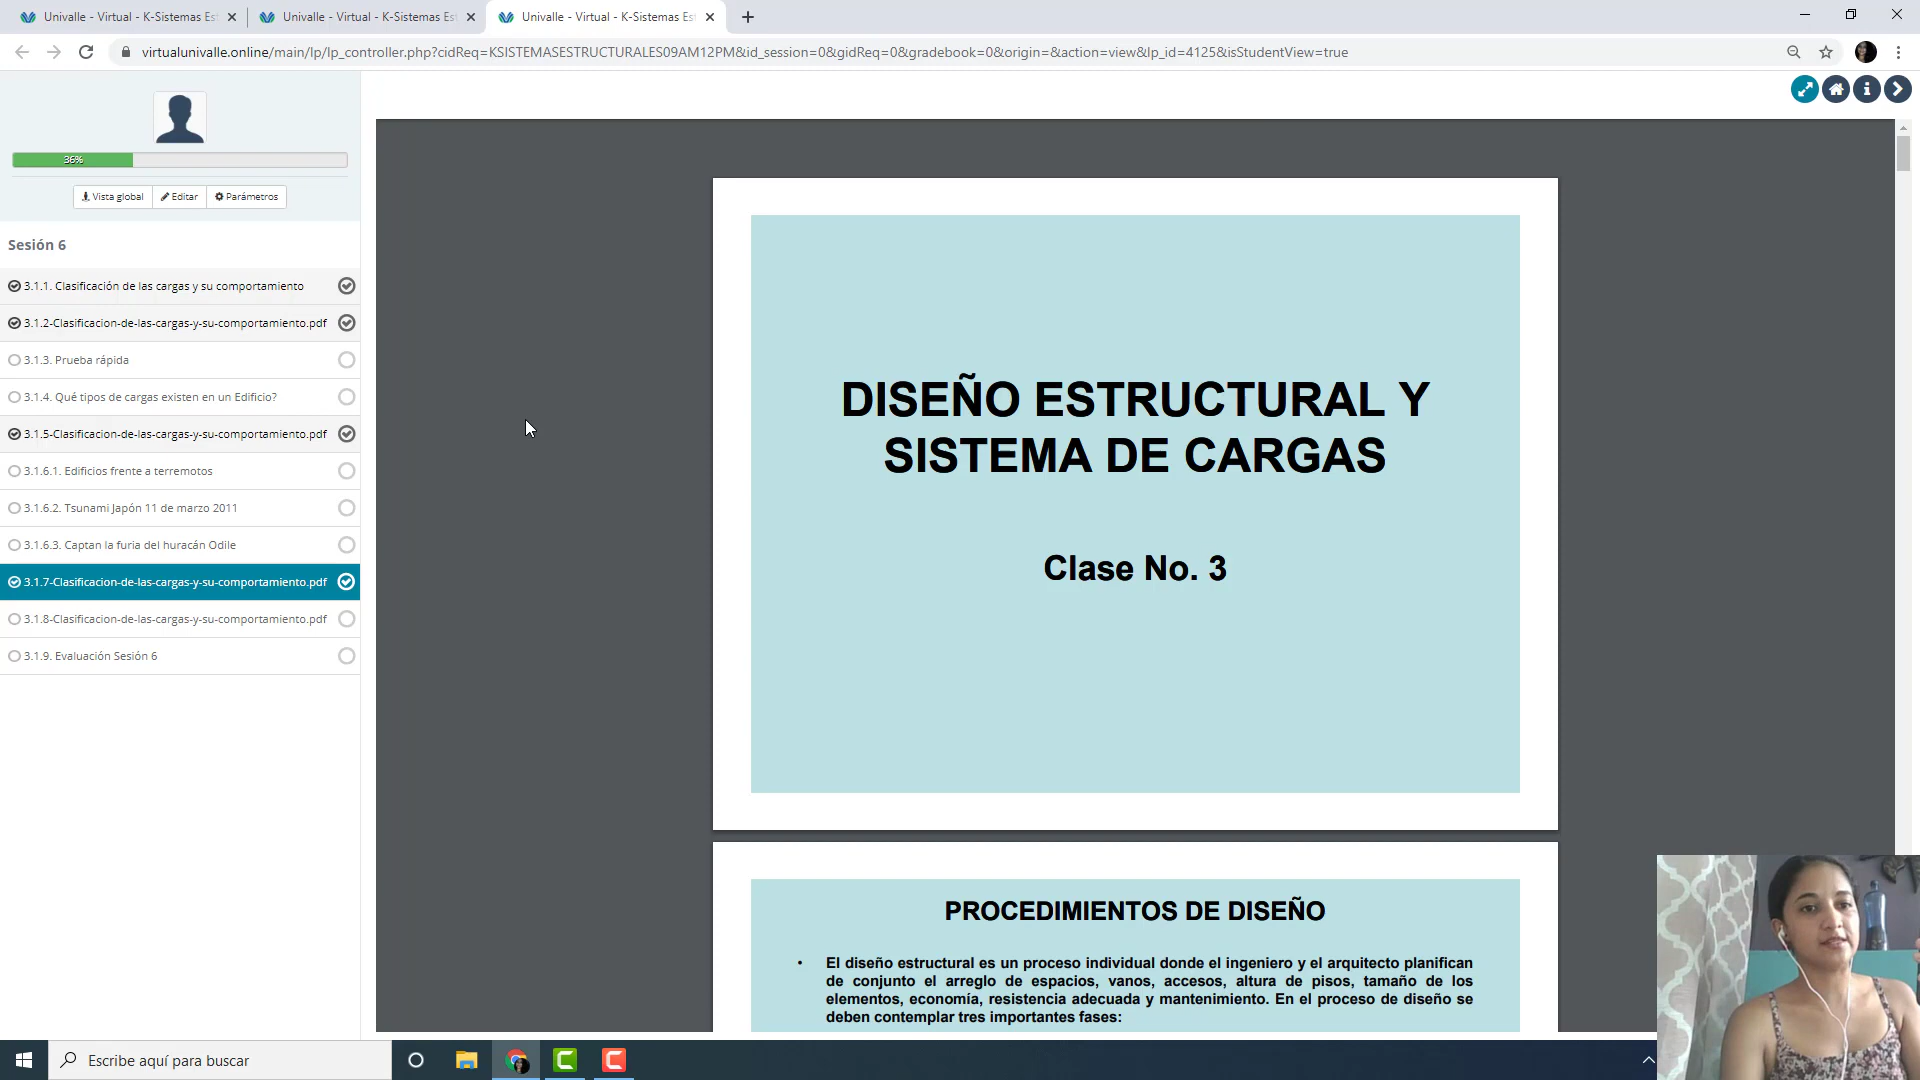 Univalle - Virtual - K-Sistemas Es
Univalle - Virtual - K-Sistemas Es
Univalle - Virtual - K-Sistemas Es
virtualunivalle.online/main/lp/lp_controller.php?cidReq=KSISTEMASESTRUCTURALES09AM12PM&id_session=0&gidReq=0&gradebook=0&origin=&action=view&lp_id=4125&isStudentView=true
36%
Vista global
Editar
Parámetros
Sesión 6
3.1.1. Clasificación de las cargas y su comportamiento
3.1.2-Clasificacion-de-las-cargas-y-su-comportamiento.pdf
3.1.3. Prueba rápida
3.1.4. Qué tipos de cargas existen en un Edificio?
3.1.5-Clasificacion-de-las-cargas-y-su-comportamiento.pdf
3.1.6.1. Edificios frente a terremotos
3.1.6.2. Tsunami Japón 11 de marzo 2011
3.1.6.3. Captan la furia del huracán Odile
3.1.7-Clasificacion-de-las-cargas-y-su-comportamiento.pdf
3.1.8-Clasificacion-de-las-cargas-y-su-comportamiento.pdf
3.1.9. Evaluación Sesión 6
DISEÑO ESTRUCTURAL Y
SISTEMA DE CARGAS
Clase No. 3
PROCEDIMIENTOS DE DISEÑO
• El diseño estructural es un proceso individual donde el ingeniero y el arquitecto planifican
de conjunto el arreglo de espacios, vanos, accesos, altura de pisos, tamaño de los
elementos, economía, resistencia adecuada y mantenimiento. En el proceso de diseño se
deben contemplar tres importantes fases:
Escribe aquí para buscar